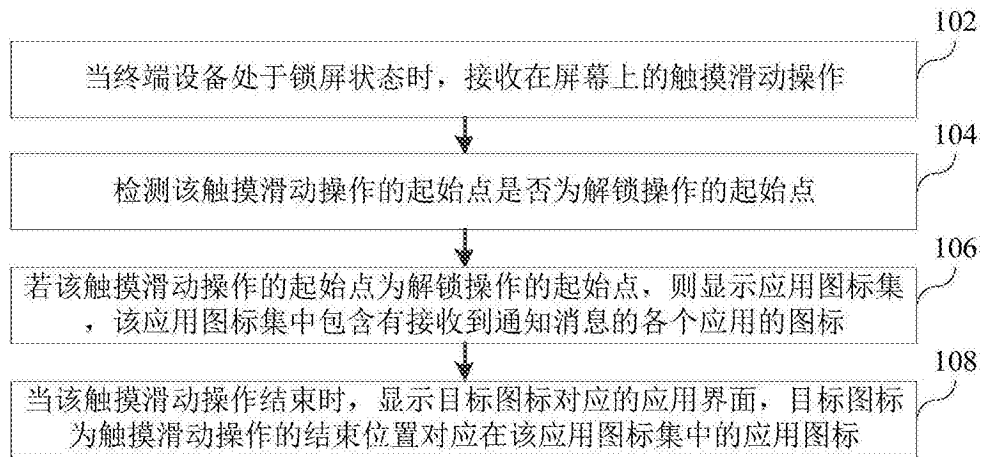 102
当终端设备处于锁屏状态时，接收在屏幕上的触摸滑动操作
104
检测该触摸滑动操作的起始点是否为解锁操作的起始点
106
若该触摸滑动操作的起始点为解锁操作的起始点，则显示应用图标集
，该应用图标集中包含有接收到通知消息的各个应用的图标
108
当该触摸滑动操作结束时，显示目标图标对应的应用界面，目标图标
为触摸滑动操作的结束位置对应在该应用图标集中的应用图标